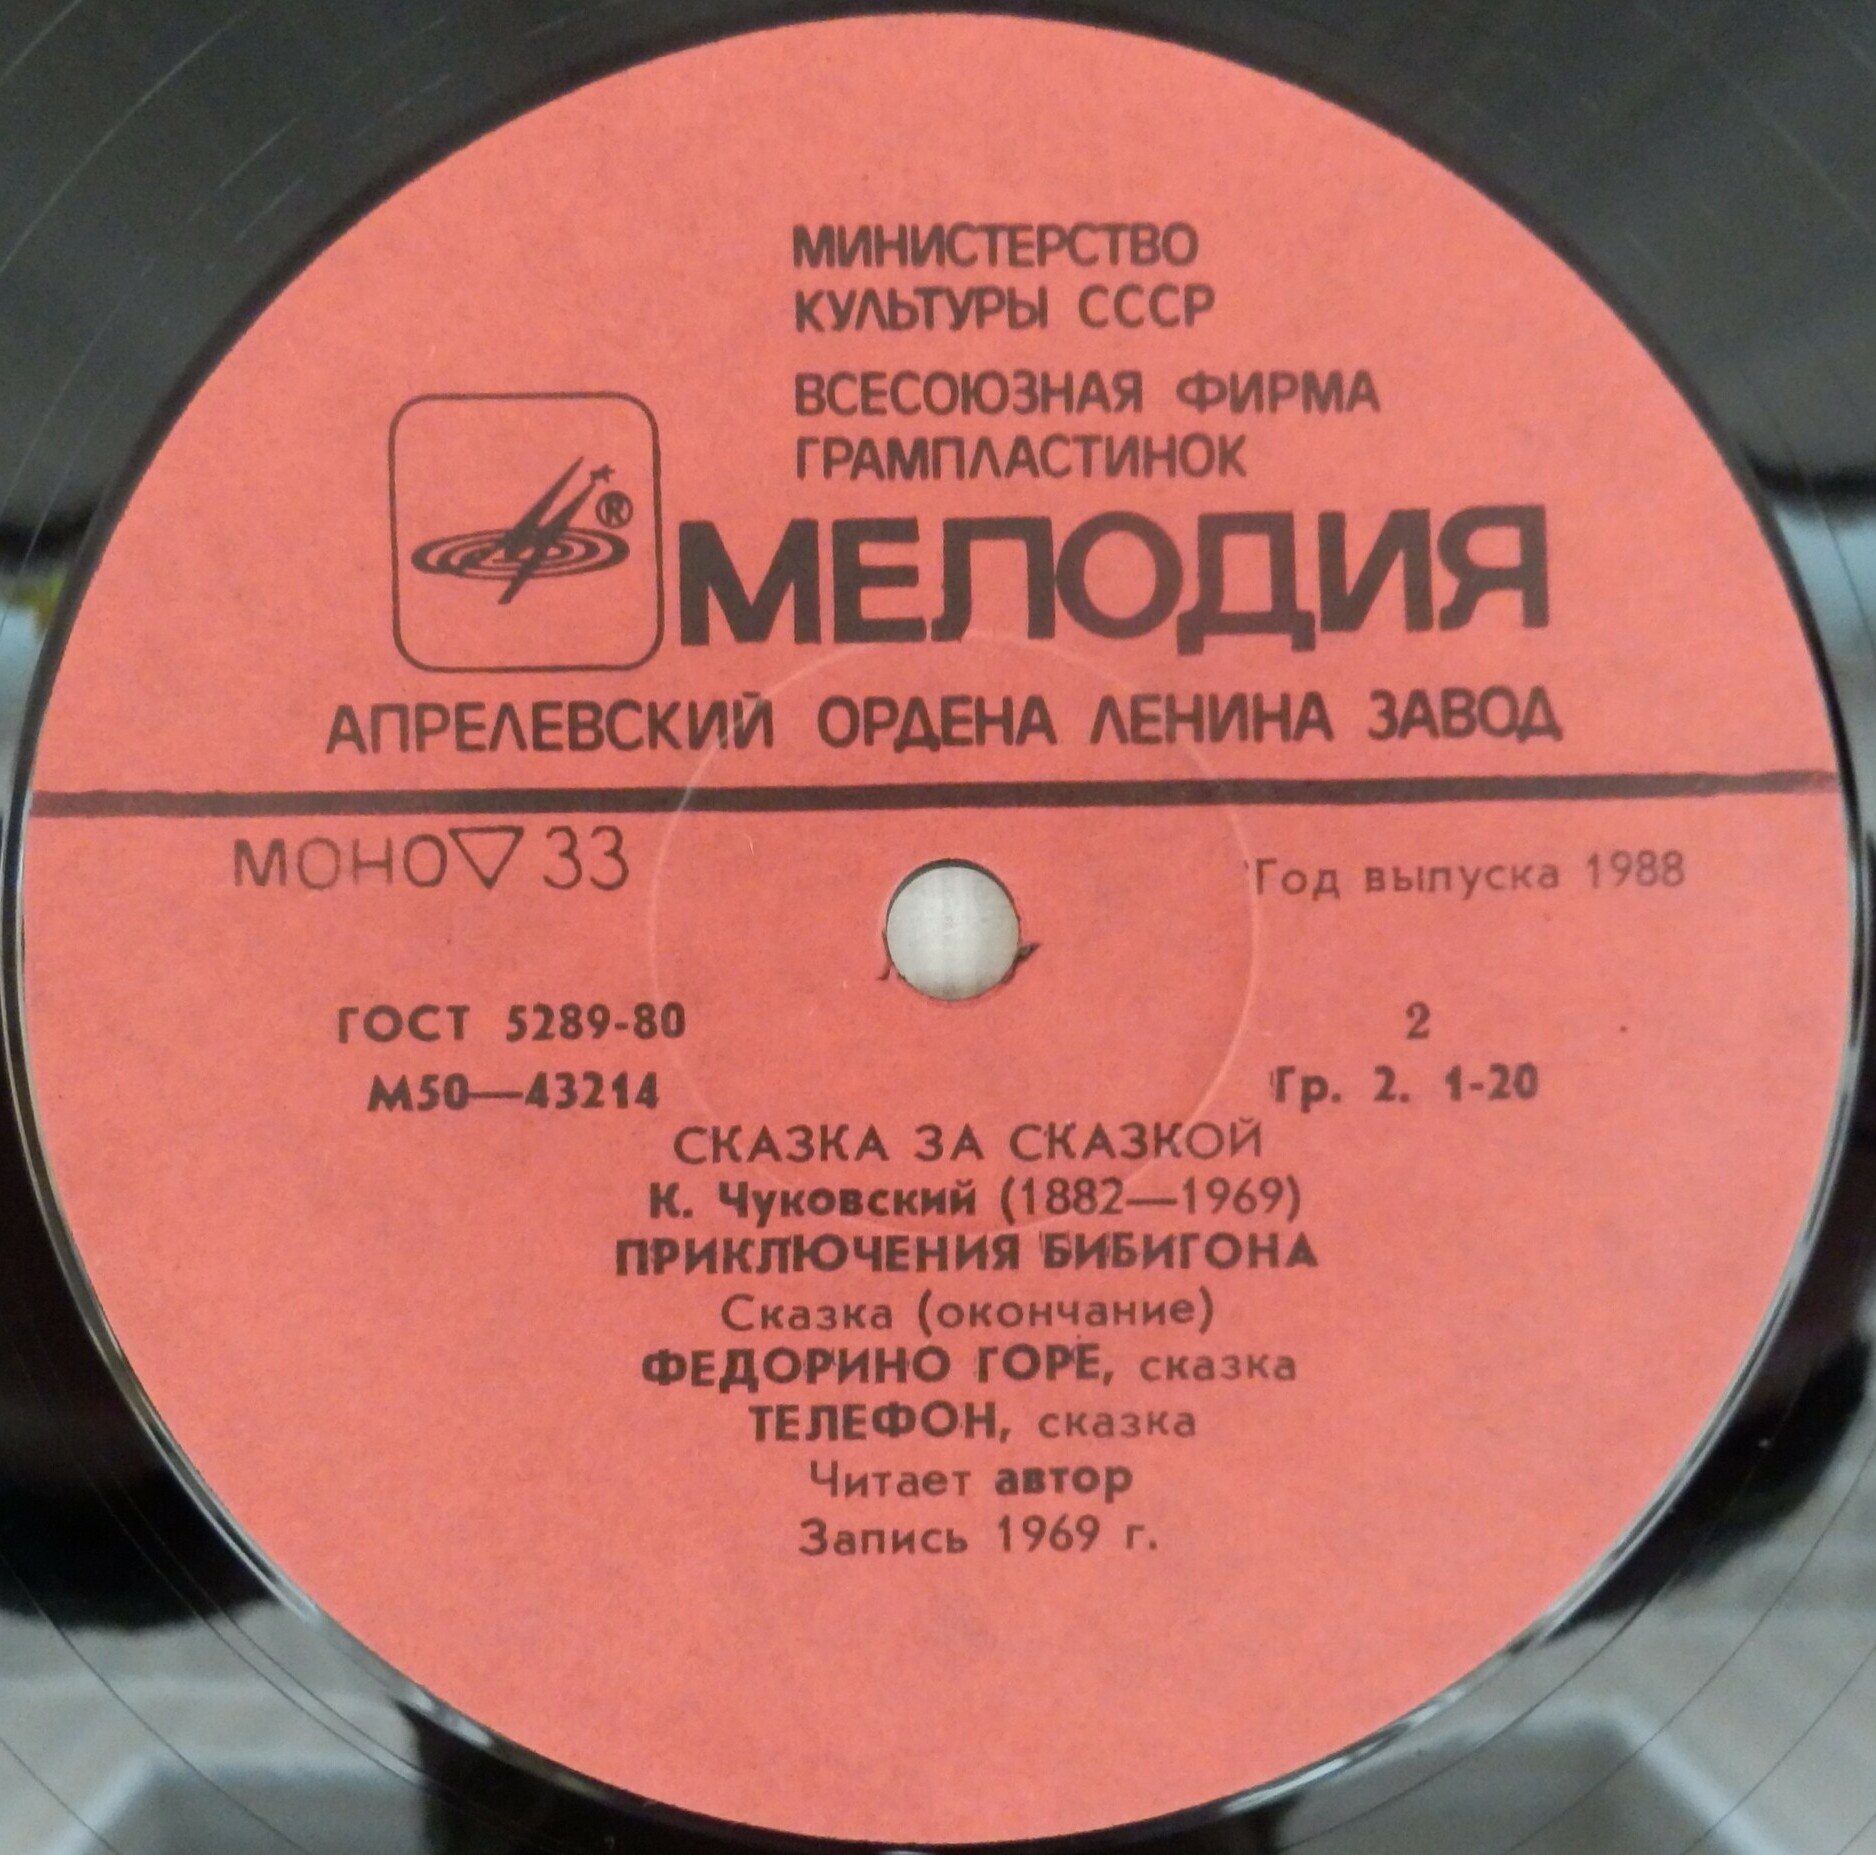 МИНИСТЕРСТВО
КУЛЬТУРЫ СССР
ВСЕСОЮЗНАЯ ФИРМА
ГРАМПЛАСТИНОК
®
МЕЛОДИЯ
АПРЕЛЕВСКИЙ ОРДЕНА ЛЕНИНА ЗАВОД
МОНО ▽ 33
Год выпуска 1988
ГОСТ 5289-80
2
М50—43214
Гр. 2. 1-20
СКАЗКА ЗА СКАЗКОЙ
К. Чуковский (1882—1969)
ПРИКЛЮЧЕНИЯ БИБИГОНА
Сказка (окончание)
ФЕДОРИНО ГОРЕ, сказка
ТЕЛЕФОН, сказка
Читает автор
Запись 1969 г.